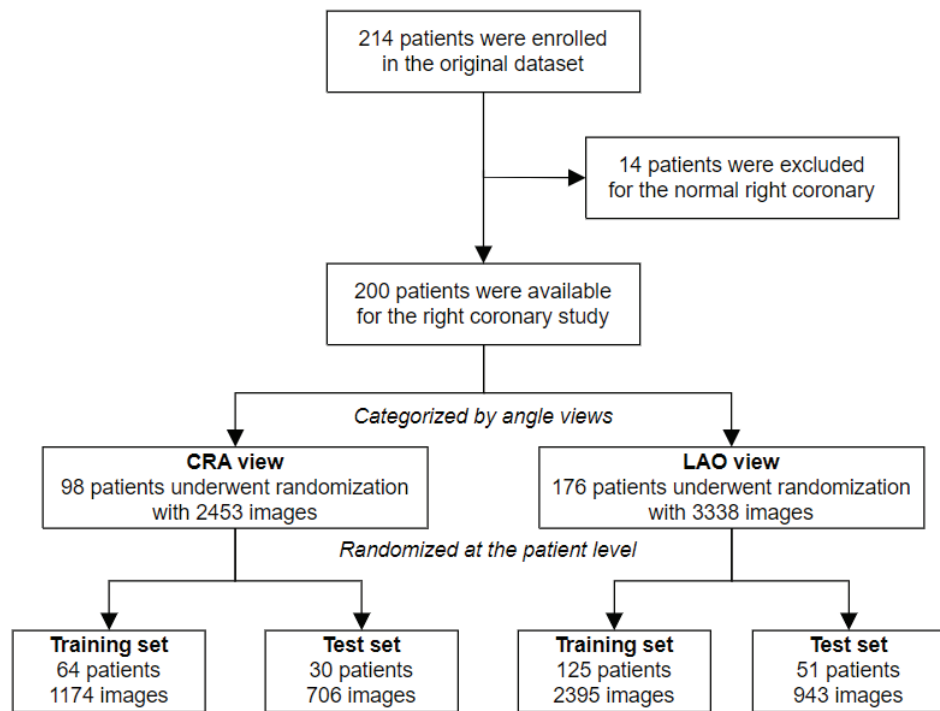 214 patients were enrolled
in the original dataset
14 patients were excluded
for the normal right coronary
200 patients were available
for the right coronary study
Categorized by angle views
CRA view
98 patients underwent randomization
with 2453 images
LAO view
176 patients underwent randomization
with 3338 images
Randomized at the patient level
Training set
64 patients
1174 images
Test set
30 patients
706 images
Training set
125 patients
2395 images
Test set
51 patients
943 images